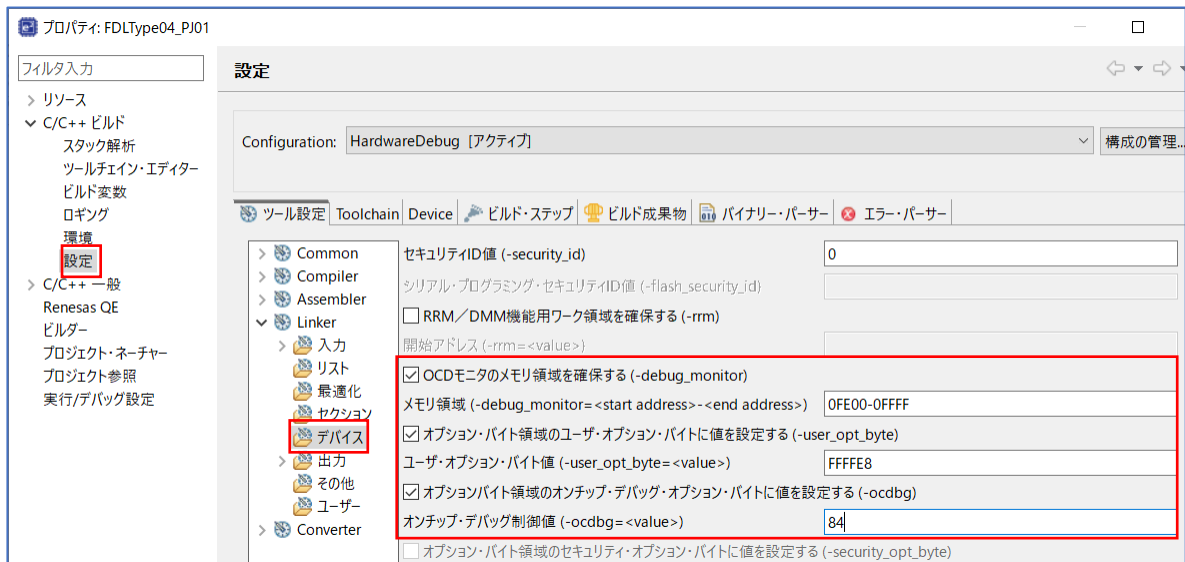 プロパティ: FDLType04_PJ01
フィルタ入力
設定
リソース
C/C++ ビルド
スタック解析
ツールチェイン・エディター
ビルド変数
ロギング
環境
設定
C/C++ 一般
Renesas QE
ビルダー
プロジェクト・ネーチャー
プロジェクト参照
実行/デバッグ設定
Configuration: HardwareDebug [アクティブ] 構成の管理...
ツール設定 Toolchain Device ビルド・ステップ ビルド成果物 バイナリー・パーサー エラー・パーサー
Common
Compiler
Assembler
Linker
入力
リスト
最適化
セクション
デバイス
出力
その他
ユーザー
Converter
セキュリティID値 (-security_id) 0
シリアル・プログラミング・セキュリティID値 (-flash_security_id)
RRM/DMM機能用ワーク領域を確保する (-rrm)
開始アドレス (-rrm=<value>)
OCDモニタのメモリ領域を確保する (-debug_monitor)
メモリ領域 (-debug_monitor=<start address>-<end address>) 0FE00-0FFFF
オプション・バイト領域のユーザ・オプション・バイトに値を設定する (-user_opt_byte)
ユーザ・オプション・バイト値 (-user_opt_byte=<value>) FFFFE8
オプションバイト領域のオンチップ・デバッグ・オプション・バイトに値を設定する (-ocdbg)
オンチップ・デバッグ制御値 (-ocdbg=<value>) 84
オプション・バイト領域のセキュリティ・オプション・バイトに値を設定する (-security_opt_byte)